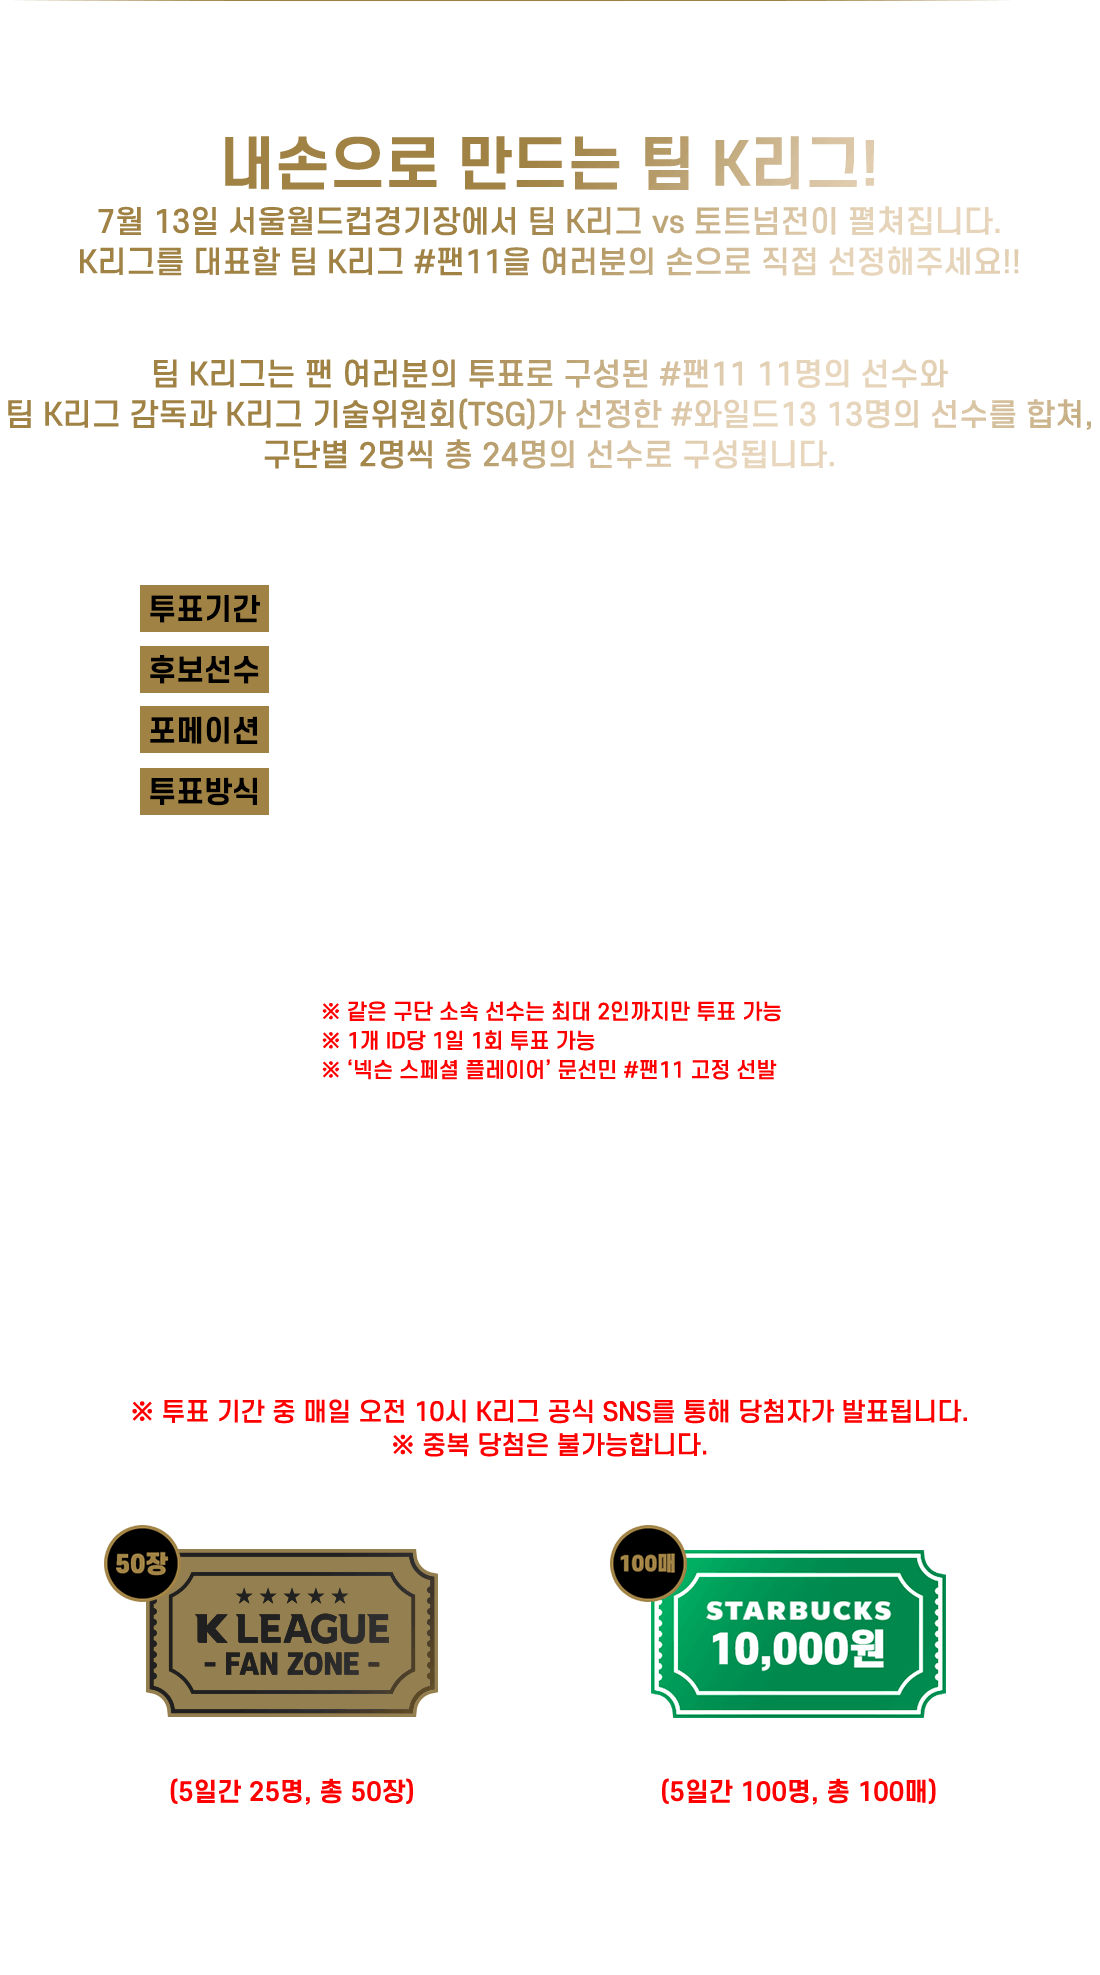 내손으로 만드는 팀 K리그!
7월 13일 서울월드컵경기장에서 팀 K리그 vs 토트넘전이 펼쳐집니다.
K리그를 대표할 팀 K리그 #팬11을 여러분의 손으로 직접 선정해주세요!!
팀 K리그는 팬 여러분의 투표로 구성된 #팬11 11명의 선수와
팀 K리그 감독과 K리그 기술위원회(TSG)가 선정한 #와일드13 13명의 선수를 합쳐,
구단별 2명씩 총 24명의 선수로 구성됩니다.
투표기간
후보선수
포메이션
투표방식
※ 같은 구단 소속 선수는 최대 2인까지만 투표 가능
※ 1개 ID당 1일 1회 투표 가능
※ ‘넥슨 스페셜 플레이어’ 문선민 #팬11 고정 선발
※ 투표 기간 중 매일 오전 10시 K리그 공식 SNS를 통해 당첨자가 발표됩니다.
※ 중복 당첨은 불가능합니다.
50장
K LEAGUE
- FAN ZONE -
(5일간 25명, 총 50장)
100매
STARBUCKS
10,000원
(5일간 100명, 총 100매)